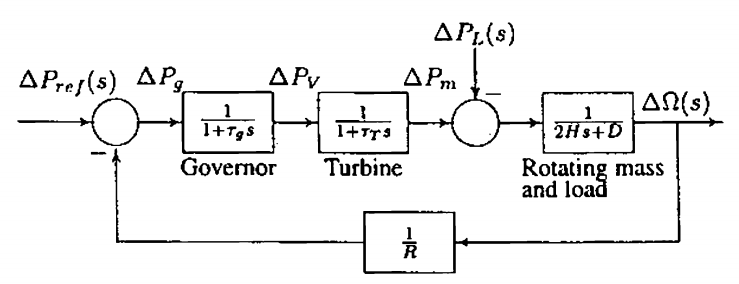 ΔP_L(s)
−
ΔP_ref(s) ΔP_g ΔP_V ΔP_m ΔΩ(s)
1/(1+τ_g s) 1/(1+τ_T s) 1/(2Hs+D)
−
Governor Turbine Rotating mass
and load
1/R